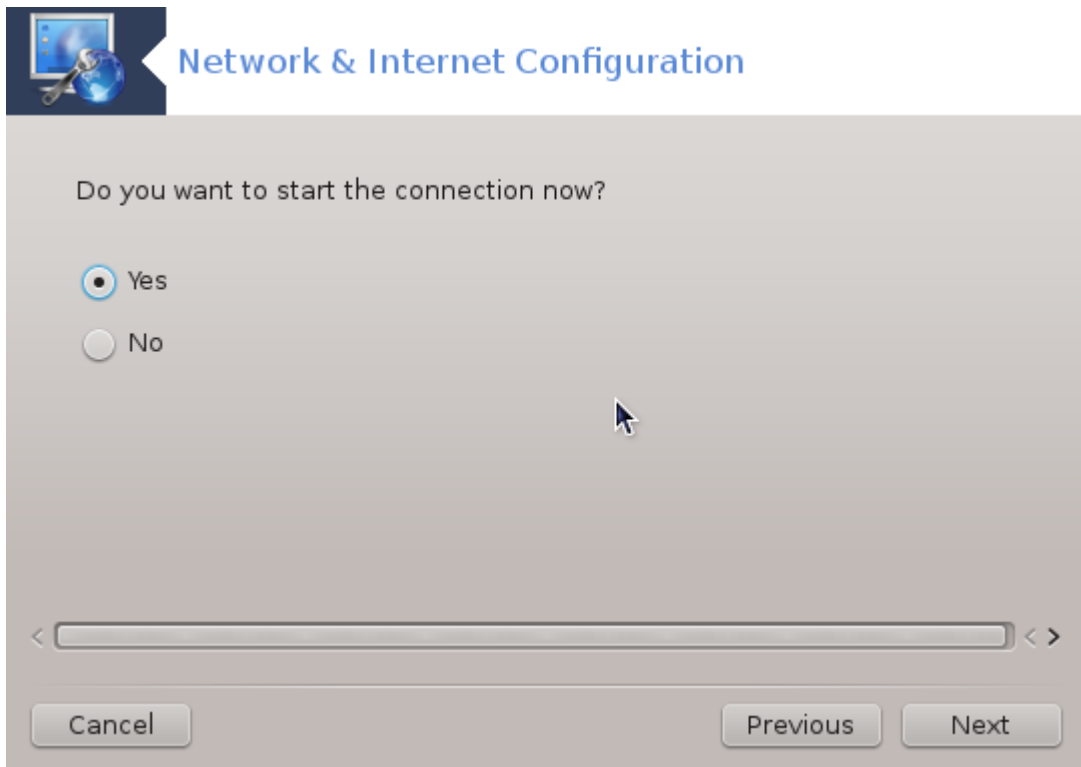 Network & Internet Configuration
Do you want to start the connection now?
Yes
No
Cancel
Previous
Next